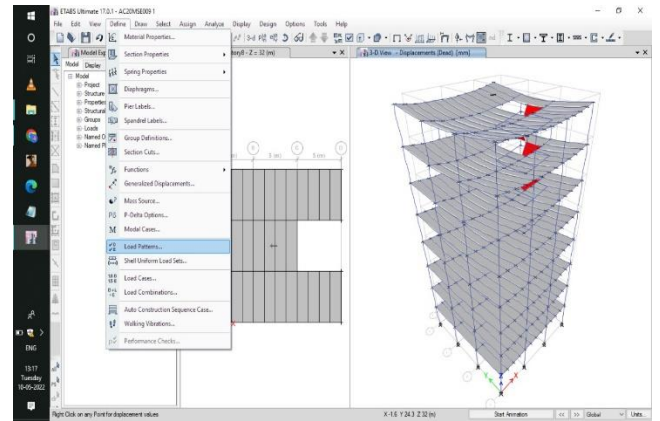 ETABS Ultimate 17.0.1 - AC20MSE009 1
File Edit View Define Draw Select Assign Analyze Display Design Options Tools Help
Model Display
Model
Project
Structure
Properties
Structural
Groups
Loads
Named D
Named Pl
Material Properties...
Section Properties
Spring Properties
Diaphragms...
Pier Labels...
Spandrel Labels...
Group Definitions...
Section Cuts...
Functions
Generalized Displacements...
Mass Source...
P-Delta Options...
Model Cases...
Load Patterns...
Shell Uniform Load Sets...
Load Cases...
Load Combinations...
Auto Construction Sequence Case...
Walking Vibrations...
Performance Checks...
Story8 - Z = 32 (m)
3-D View - Displacements (Dead) [mm]
X
Y
Z
X
ENG
13:17
Tuesday
10-05-2022
Right Click on any Point for displacement values
X -1.6 Y 24.3 Z 32 (m)
Start Animation
<< >>
Global
Units...